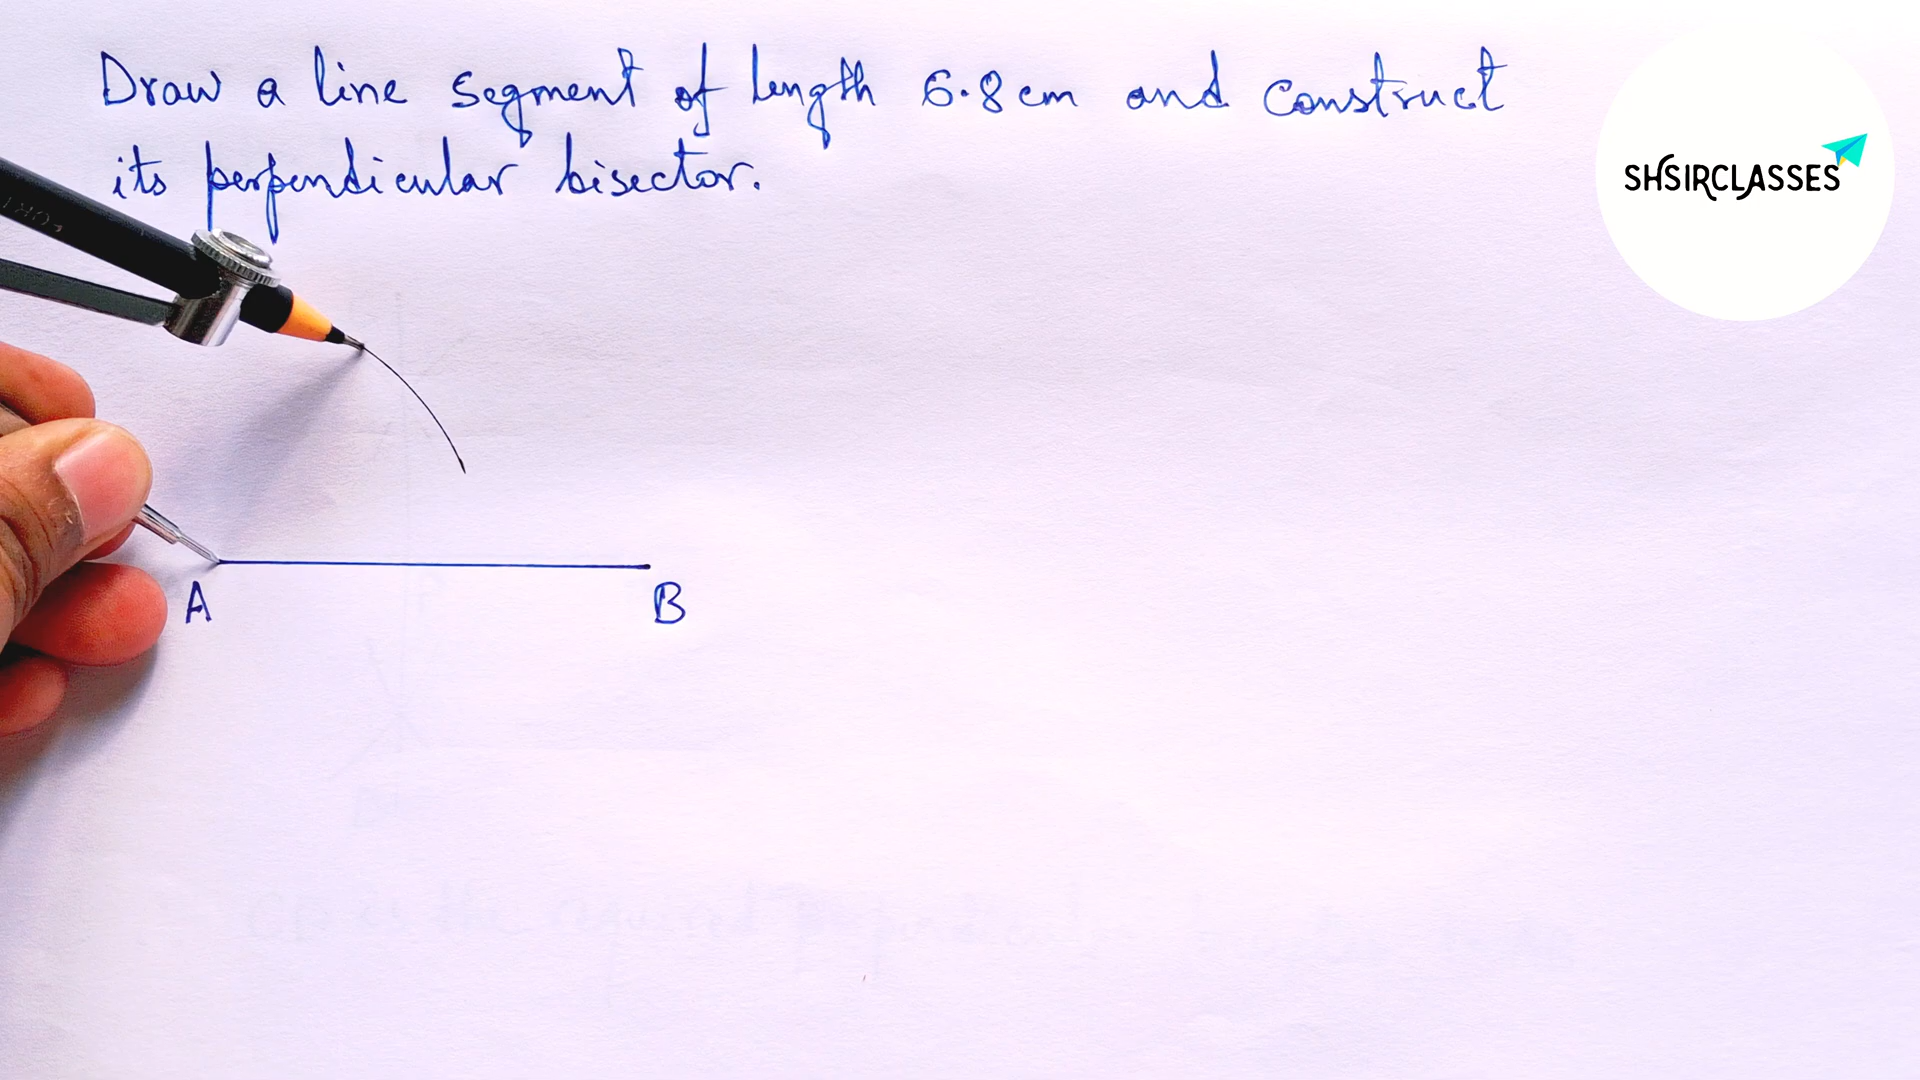 Draw a line segment of length 6.8 cm and construct
its perpendicular bisector.
SHSIRCLASSES
A
B